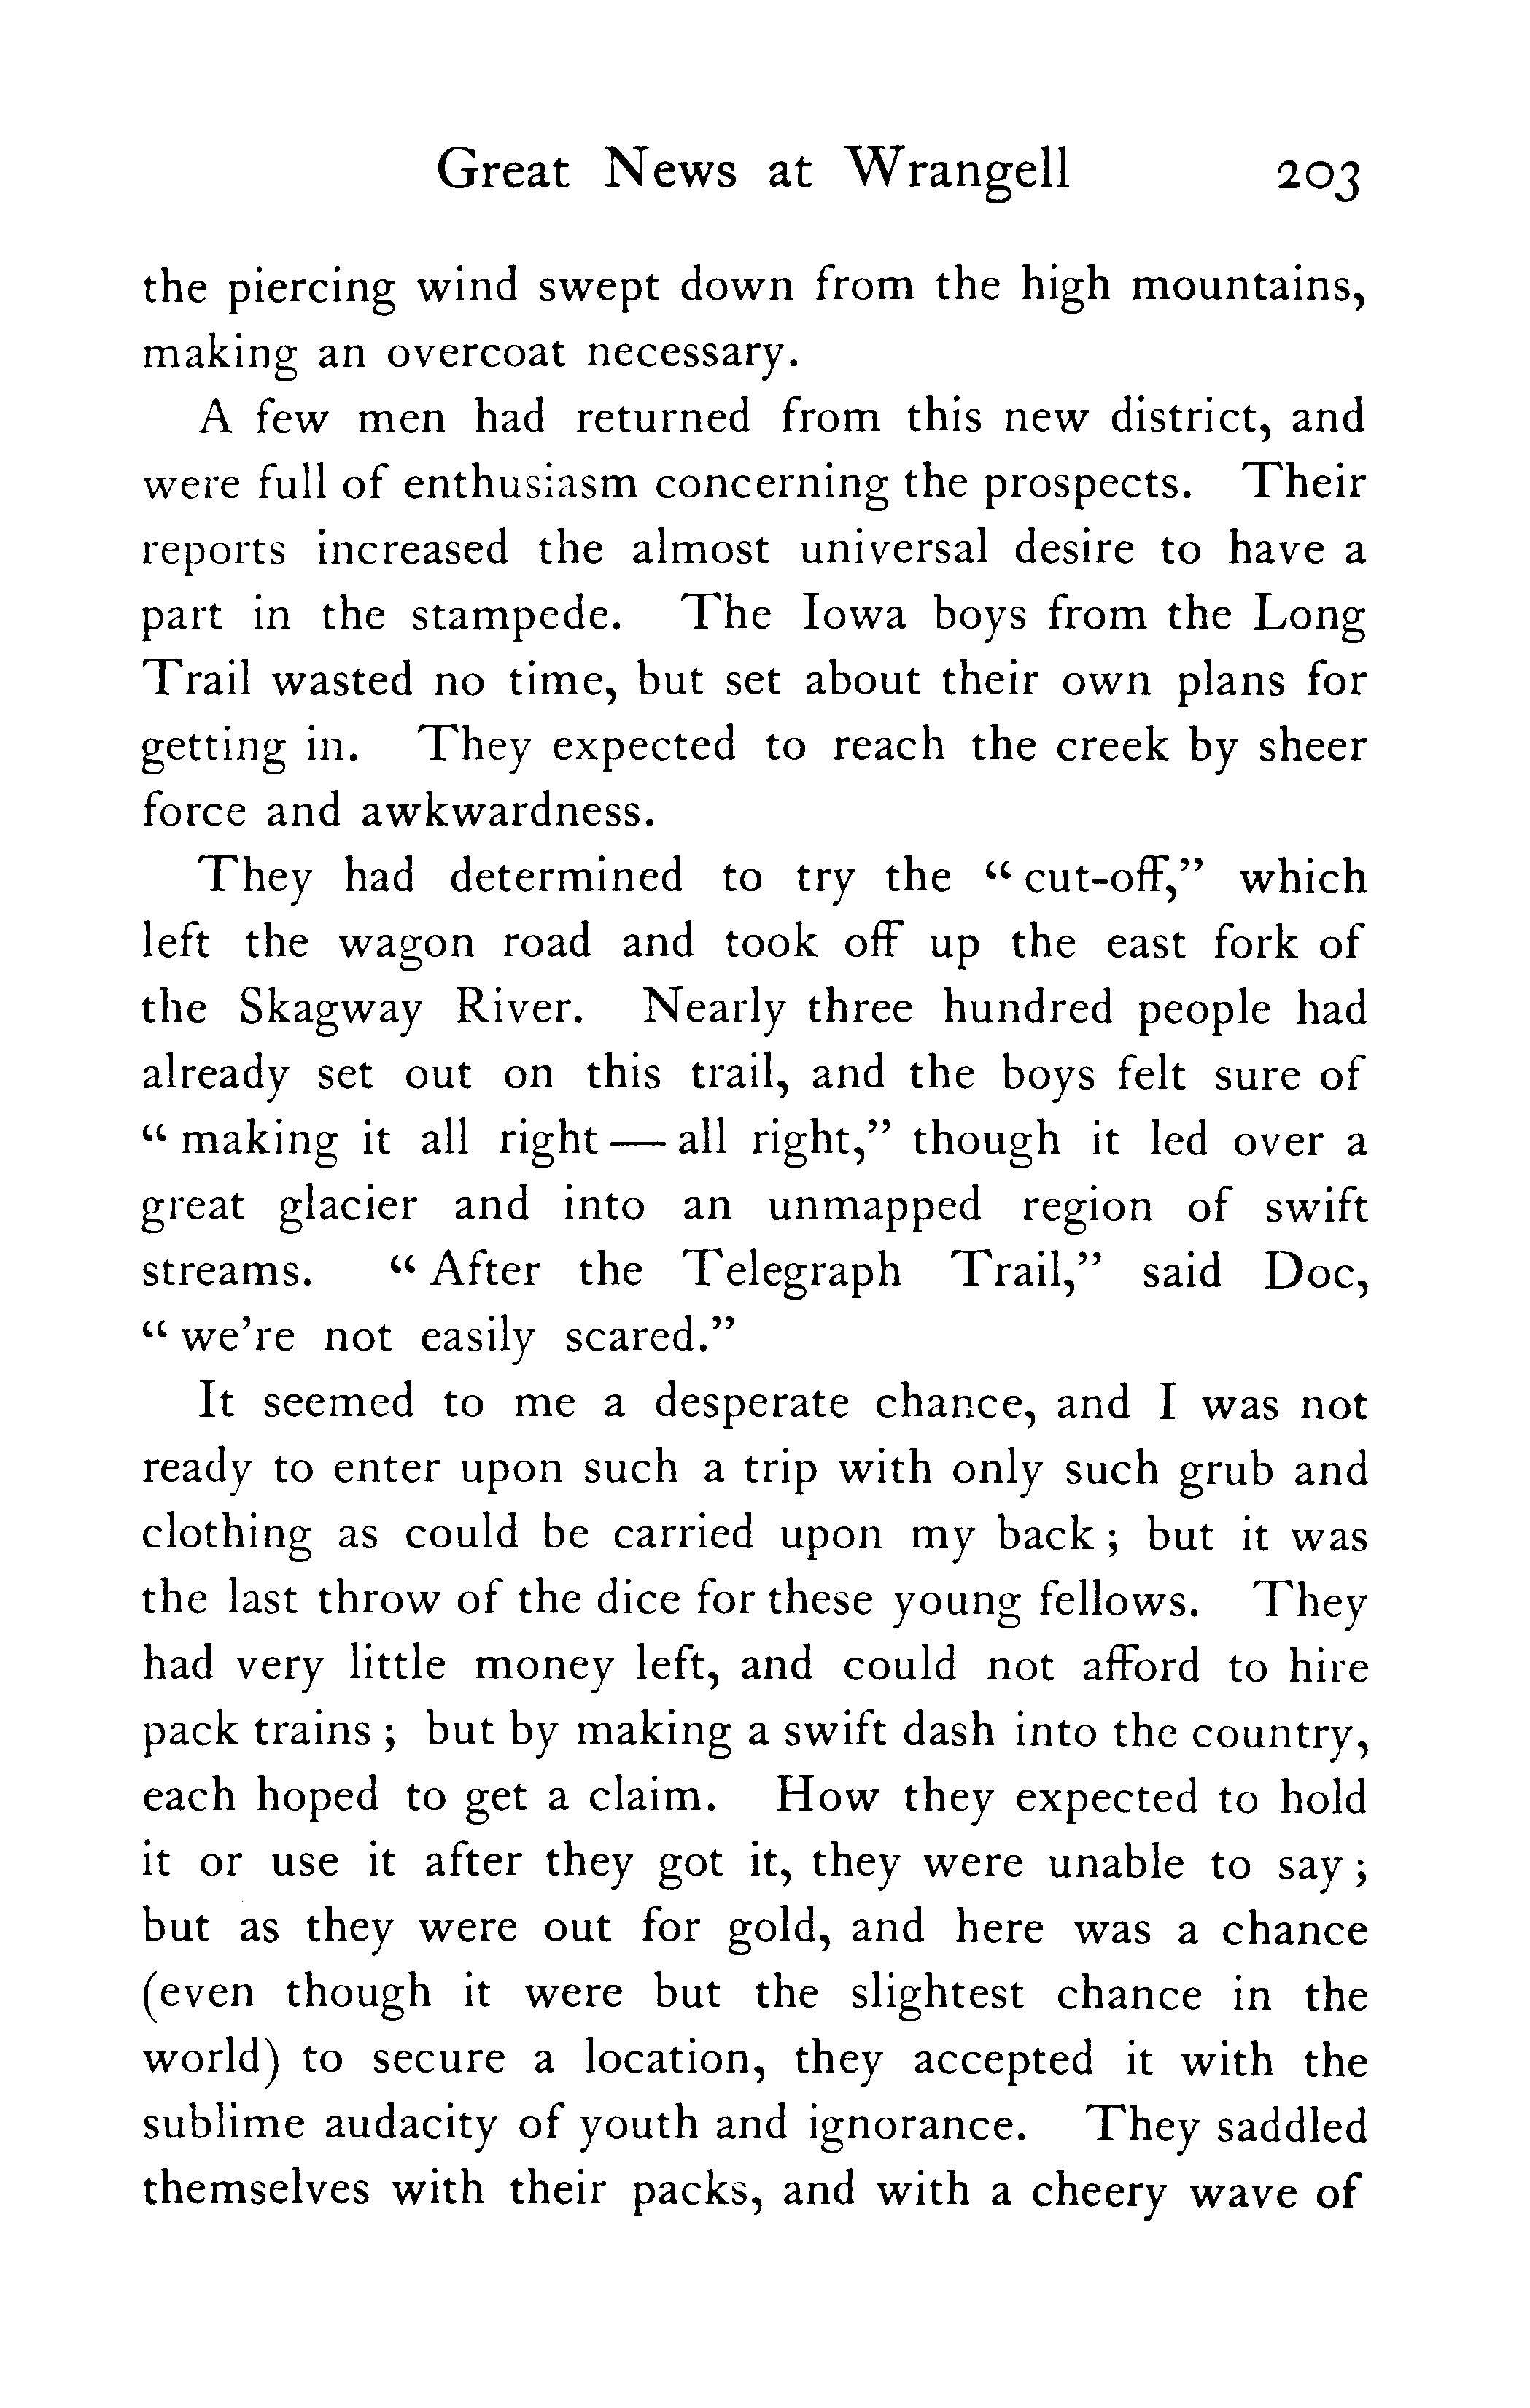 Great News at Wrangell 203
the piercing wind swept down from the high mountains,
making an overcoat necessary.
A few men had returned from this new district, and
were full of enthusiasm concerning the prospects. Their
reports increased the almost universal desire to have a
part in the stampede. The Iowa boys from the Long
Trail wasted no time, but set about their own plans for
getting in. They expected to reach the creek by sheer
force and awkwardness.
They had determined to try the “ cut-off,” which
left the wagon road and took off up the east fork of
the Skagway River. Nearly three hundred people had
already set out on this trail, and the boys felt sure of
“ making it all right — all right,” though it led over a
great glacier and into an unmapped region of swift
streams. “ After the Telegraph Trail,” said Doc,
“ we’re not easily scared.”
It seemed to me a desperate chance, and I was not
ready to enter upon such a trip with only such grub and
clothing as could be carried upon my back ; but it was
the last throw of the dice for these young fellows. They
had very little money left, and could not afford to hire
pack trains ; but by making a swift dash into the country,
each hoped to get a claim. How they expected to hold
it or use it after they got it, they were unable to say ;
but as they were out for gold, and here was a chance
(even though it were but the slightest chance in the
world) to secure a location, they accepted it with the
sublime audacity of youth and ignorance. They saddled
themselves with their packs, and with a cheery wave of